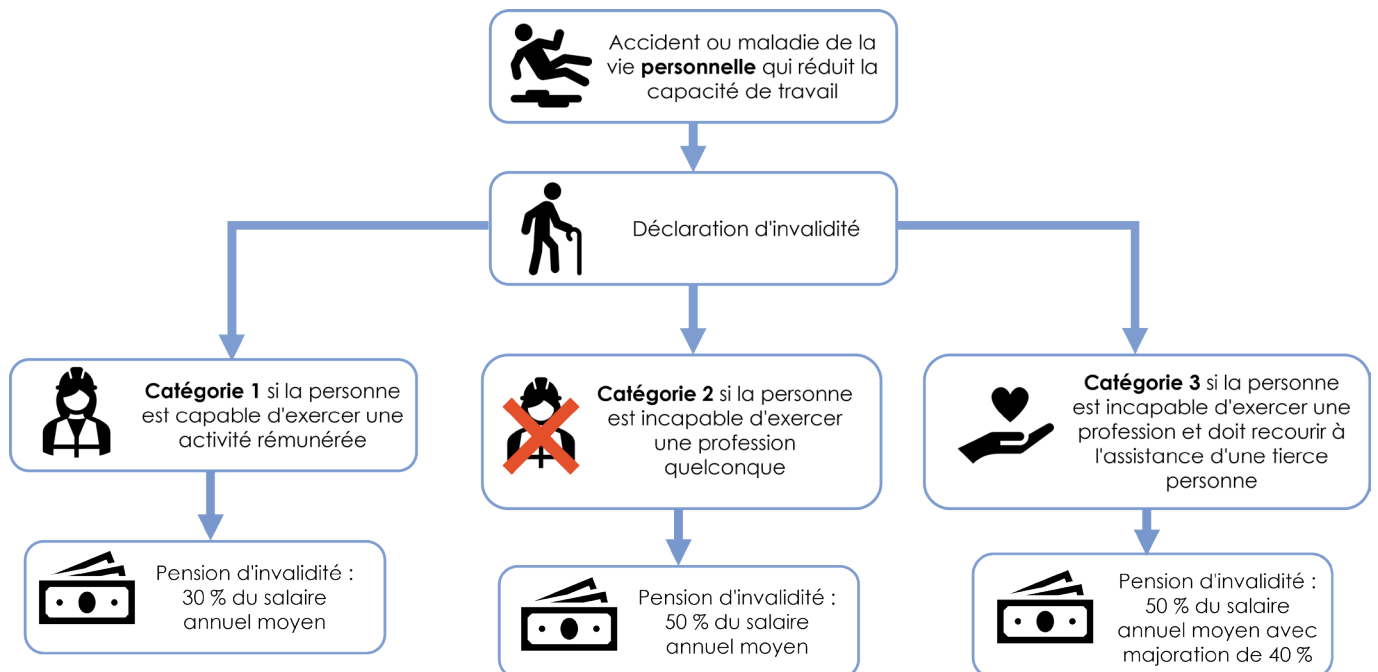 Accident ou maladie de la
vie personnelle qui réduit la
capacité de travail
Déclaration d'invalidité
Catégorie 1 si la personne
est capable d'exercer une
activité rémunérée
Catégorie 2 si la personne
est incapable d'exercer
une profession
quelconque
Catégorie 3 si la personne
est incapable d'exercer une
profession et doit recourir à
l'assistance d'une tierce
personne
Pension d'invalidité :
30 % du salaire
annuel moyen
Pension d'invalidité :
50 % du salaire
annuel moyen
Pension d'invalidité :
50 % du salaire
annuel moyen avec
majoration de 40 %